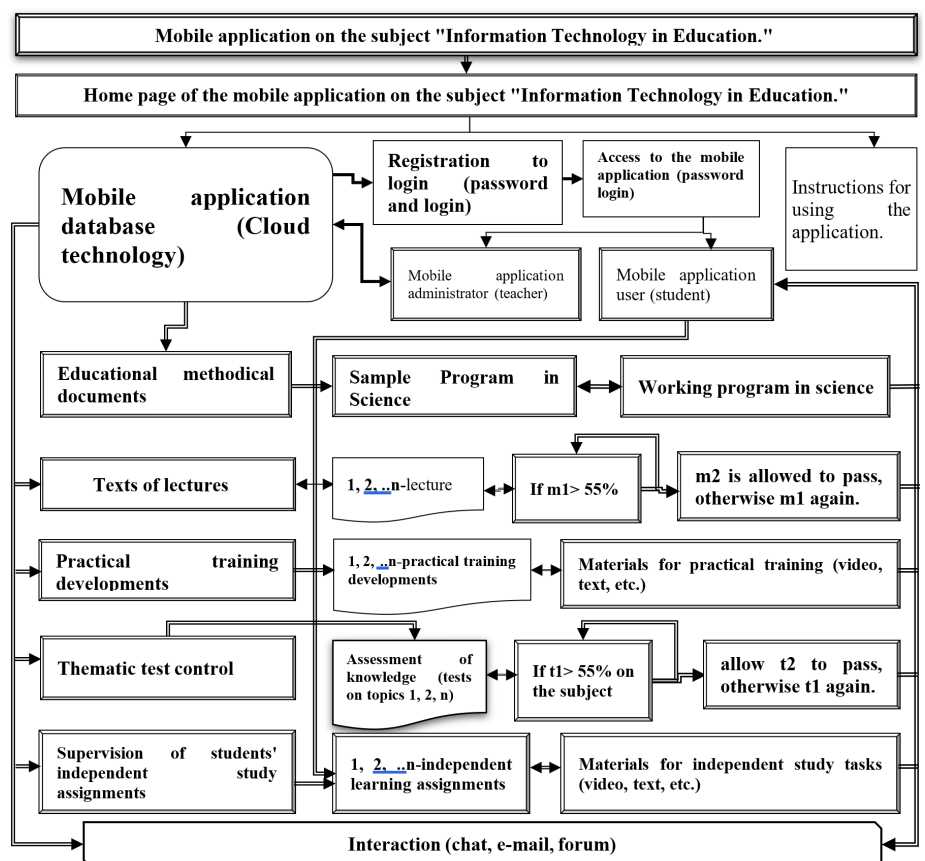 Mobile application on the subject "Information Technology in Education."
Home page of the mobile application on the subject "Information Technology in Education."
Mobile application
database (Cloud
technology)
Registration to
login (password
and login)
Access to the mobile
application (password
login)
Instructions for
using the
application.
Mobile application
administrator (teacher)
Mobile application
user (student)
Educational methodical
documents
Sample Program in
Science
Working program in science
Texts of lectures
1, 2, ..n-lecture
If m1> 55%
m2 is allowed to pass,
otherwise m1 again.
Practical training
developments
1, 2, ..n-practical training
developments
Materials for practical training (video,
text, etc.)
Thematic test control
Assessment of
knowledge (tests
on topics 1, 2, n)
If t1> 55% on
the subject
allow t2 to pass,
otherwise t1 again.
Supervision of students'
independent study
assignments
1, 2, ..n-independent
learning assignments
Materials for independent study tasks
(video, text, etc.)
Interaction (chat, e-mail, forum)